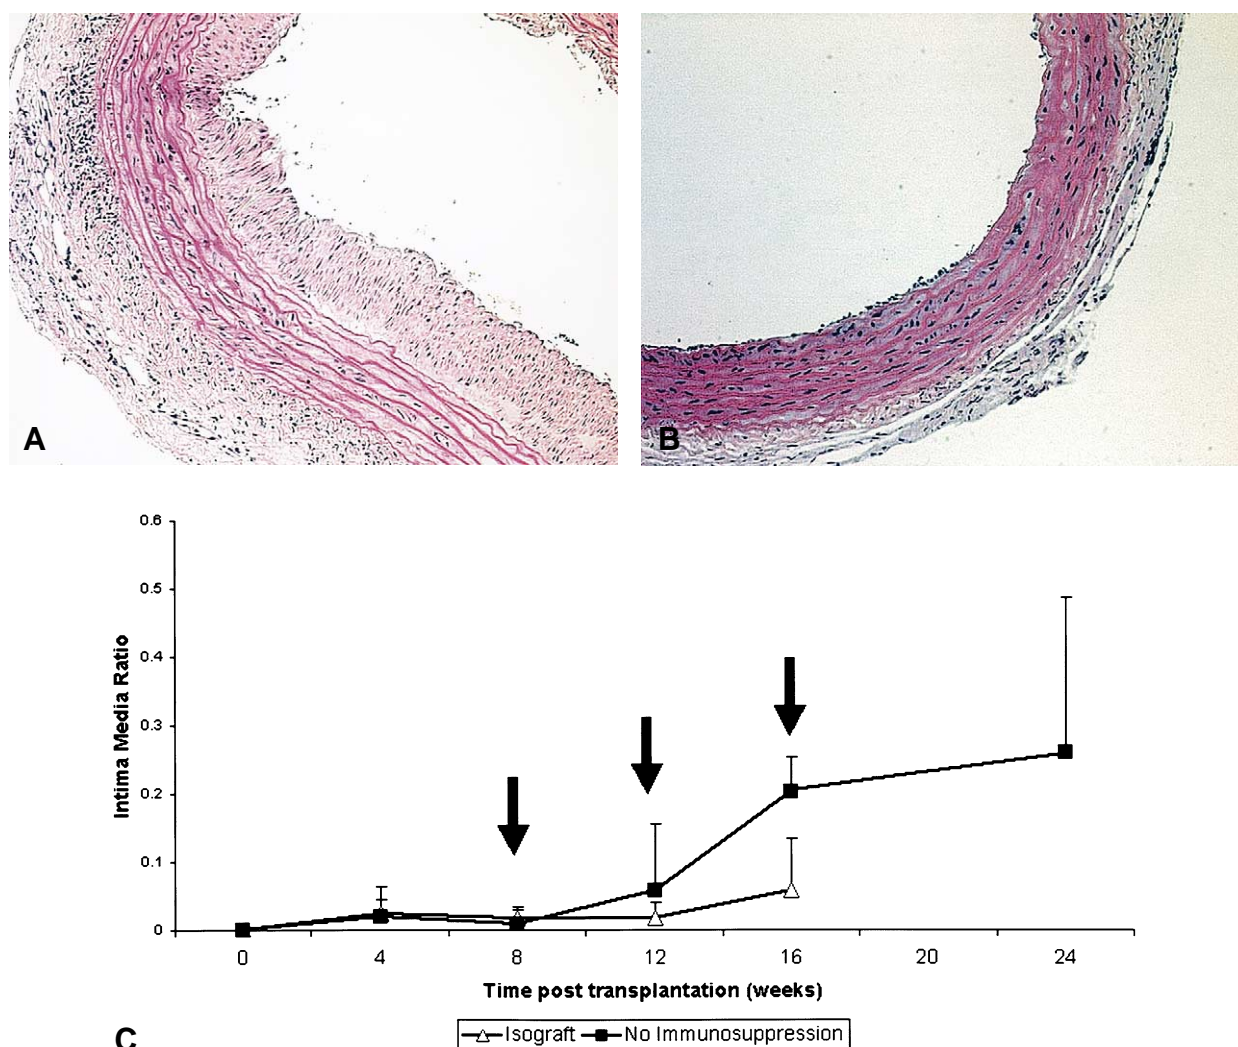 A
B
0.6
0.5
0.4
0.3
0.2
0.1
0
Intima Media Ratio
0 4 8 12 16 20 24
Time post transplantation (weeks)
C
Isograft No Immunosuppression